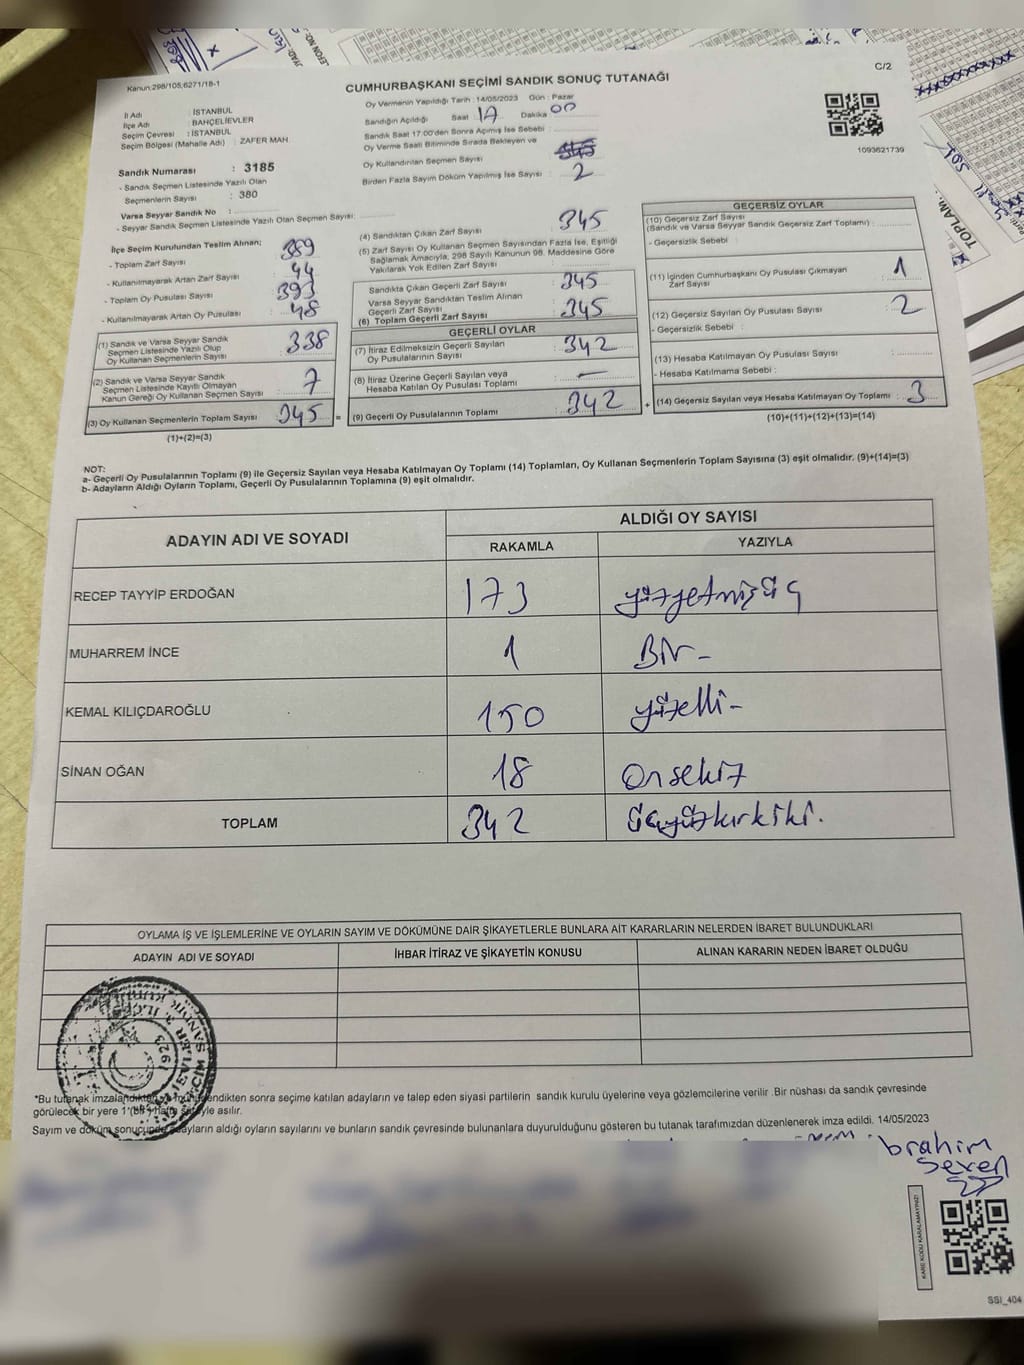 Kanun:298/105,6271/18-1
CUMHURBAŞKANI SEÇİMİ SANDIK SONUÇ TUTANAĞI
C/2
İl Adı : İSTANBUL
İlçe Adı : BAHÇELİEVLER
Seçim Çevresi : İSTANBUL
Seçim Bölgesi (Mahalle Adı) : ZAFER MAH.
Sandık Numarası : 3185
- Sandık Seçmen Listesinde Yazılı Olan
Seçmenlerin Sayısı : 380
Varsa Seyyar Sandık No :
- Seyyar Sandık Seçmen Listesinde Yazılı Olan Seçmen Sayısı:
Oy Vermenin Yapıldığı Tarih : 14/05/2023 Gün : Pazar
Sandığın Açıldığı Saat : 17 Dakika : 00
Sandık Saat 17:00'den Sonra Açılmış İse Sebebi :
Oy Verme Saati Bitiminde Sırada Bekleyen ve
Oy Kullandırılan Seçmen Sayısı
Birden Fazla Sayım Döküm Yapılmış İse Sayısı : 2
1093621739
İlçe Seçim Kurulundan Teslim Alınan;
- Toplam Zarf Sayısı 389
- Kullanılmayarak Artan Zarf Sayısı 44
- Toplam Oy Pusulası Sayısı 393
- Kullanılmayarak Artan Oy Pusulası 48
(1) Sandık ve Varsa Seyyar Sandık
Seçmen Listesinde Yazılı Olup
Oy Kullanan Seçmenlerin Sayısı 338
(2) Sandık ve Varsa Seyyar Sandık
Seçmen Listesinde Kayıtlı Olmayan
Kanun Gereği Oy Kullanan Seçmen Sayısı 7
(3) Oy Kullanan Seçmenlerin Toplam Sayısı 345 =
(1)+(2)=(3)
(4) Sandıktan Çıkan Zarf Sayısı 345
(5) Zarf Sayısı Oy Kullanan Seçmen Sayısından Fazla İse, Eşitliği
Sağlamak Amacıyla, 298 Sayılı Kanunun 98. Maddesine Göre
Yakılarak Yok Edilen Zarf Sayısı
Sandıkta Çıkan Geçerli Zarf Sayısı 345
Varsa Seyyar Sandıktan Teslim Alınan
Geçerli Zarf Sayısı
(6) Toplam Geçerli Zarf Sayısı 345
GEÇERLİ OYLAR
(7) İtiraz Edilmeksizin Geçerli Sayılan
Oy Pusulalarının Sayısı : 342
(8) İtiraz Üzerine Geçerli Sayılan veya
Hesaba Katılan Oy Pusulası Toplamı : —
(9) Geçerli Oy Pusulalarının Toplamı : 342 +
GEÇERSİZ OYLAR
(10) Geçersiz Zarf Sayısı
(Sandık ve Varsa Seyyar Sandık Geçersiz Zarf Toplamı) :
- Geçersizlik Sebebi :
(11) İçinden Cumhurbaşkanı Oy Pusulası Çıkmayan
Zarf Sayısı : 1
(12) Geçersiz Sayılan Oy Pusulası Sayısı : 2
- Geçersizlik Sebebi :
(13) Hesaba Katılmayan Oy Pusulası Sayısı :
- Hesaba Katılmama Sebebi :
(14) Geçersiz Sayılan veya Hesaba Katılmayan Oy Toplamı : 3
(10)+(11)+(12)+(13)=(14)
NOT:
a- Geçerli Oy Pusulalarının Toplamı (9) ile Geçersiz Sayılan veya Hesaba Katılmayan Oy Toplamı (14) Toplamları, Oy Kullanan Seçmenlerin Toplam Sayısına (3) eşit olmalıdır. (9)+(14)=(3)
b- Adayların Aldığı Oyların Toplamı, Geçerli Oy Pusulalarının Toplamına (9) eşit olmalıdır.
ADAYIN ADI VE SOYADI
ALDIĞI OY SAYISI
RAKAMLA YAZIYLA
RECEP TAYYİP ERDOĞAN 173 yüzyetmişüç
MUHARREM İNCE 1 Bir-
KEMAL KILIÇDAROĞLU 150 yüzelli-
SİNAN OĞAN 18 Onsekiz
TOPLAM 342 üçyüzkırkiki.
OYLAMA İŞ VE İŞLEMLERİNE VE OYLARIN SAYIM VE DÖKÜMÜNE DAİR ŞİKAYETLERLE BUNLARA AİT KARARLARIN NELERDEN İBARET BULUNDUKLARI
ADAYIN ADI VE SOYADI İHBAR İTİRAZ VE ŞİKAYETİN KONUSU ALINAN KARARIN NEDEN İBARET OLDUĞU
*Bu tutanak imzalandıktan ve mühürlendikten sonra seçime katılan adayların ve talep eden siyasi partilerin sandık kurulu üyelerine veya gözlemcilerine verilir .Bir nüshası da sandık çevresinde
görülecek bir yere 1 (bir) hafta süreyle asılır.
Sayım ve döküm sonucunda adayların aldığı oyların sayılarını ve bunların sandık çevresinde bulunanlara duyurulduğunu gösteren bu tutanak tarafımızdan düzenlenerek imza edildi. 14/05/2023
İbrahim
Seven
KARE KODU KARALAMAYINIZ!
SSI_404
TOPLAM